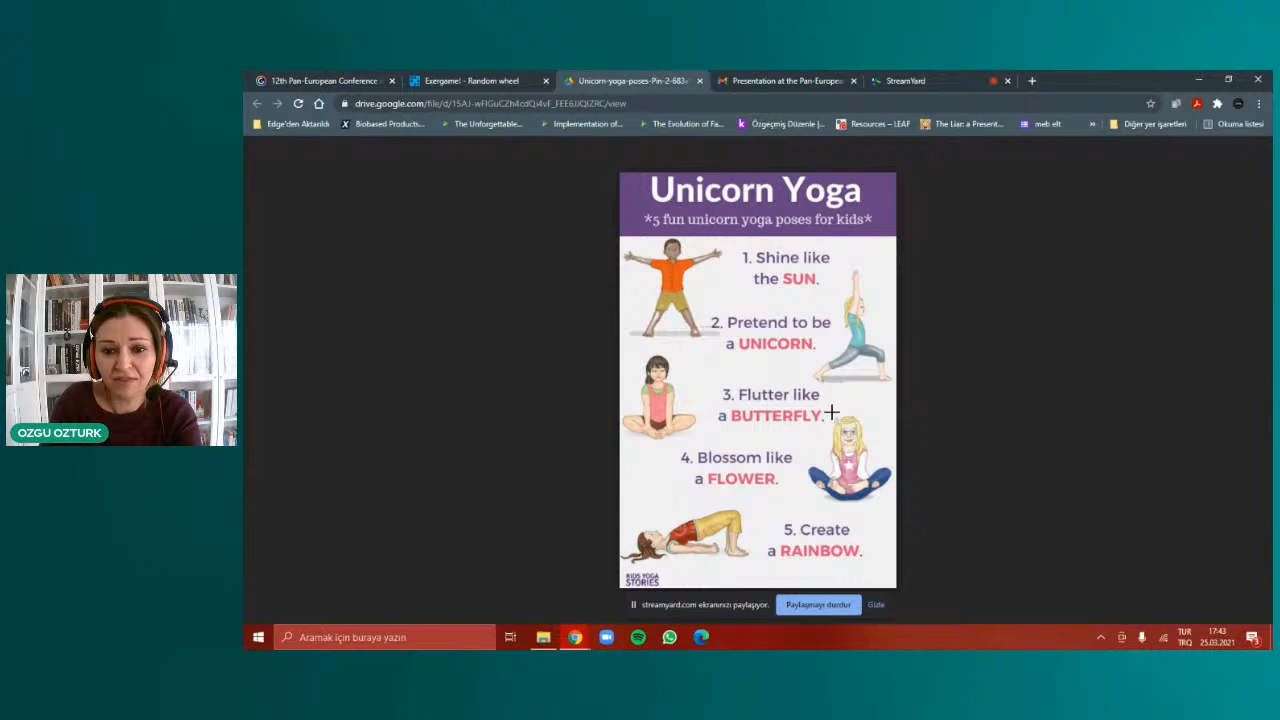 12th Pan-European Conference
Exergame! - Random wheel
Unicorn-yoga-poses-Pin-2-683
Presentation at the Pan-Europe
StreamYard
Edge'den Aktarıldı
Biobased Products...
The Unforgettable...
Implementation of...
The Evolution of Fa...
Özgeçmiş Düzenle |...
Resources – LEAF
The Liar: a Present...
meb elt
Diğer yer işaretleri
Okuma listesi
Unicorn Yoga
*5 fun unicorn yoga poses for kids*
1. Shine like
the SUN.
2. Pretend to be
a UNICORN.
3. Flutter like
a BUTTERFLY.
4. Blossom like
a FLOWER.
5. Create
a RAINBOW.
KIDS YOGA
STORIES
OZGU OZTURK
streamyard.com ekranınızı paylaşıyor.
Paylaşmayı durdur
Gizle
Aramak için buraya yazın
TUR
TRQ
17:43
25.03.2021
3